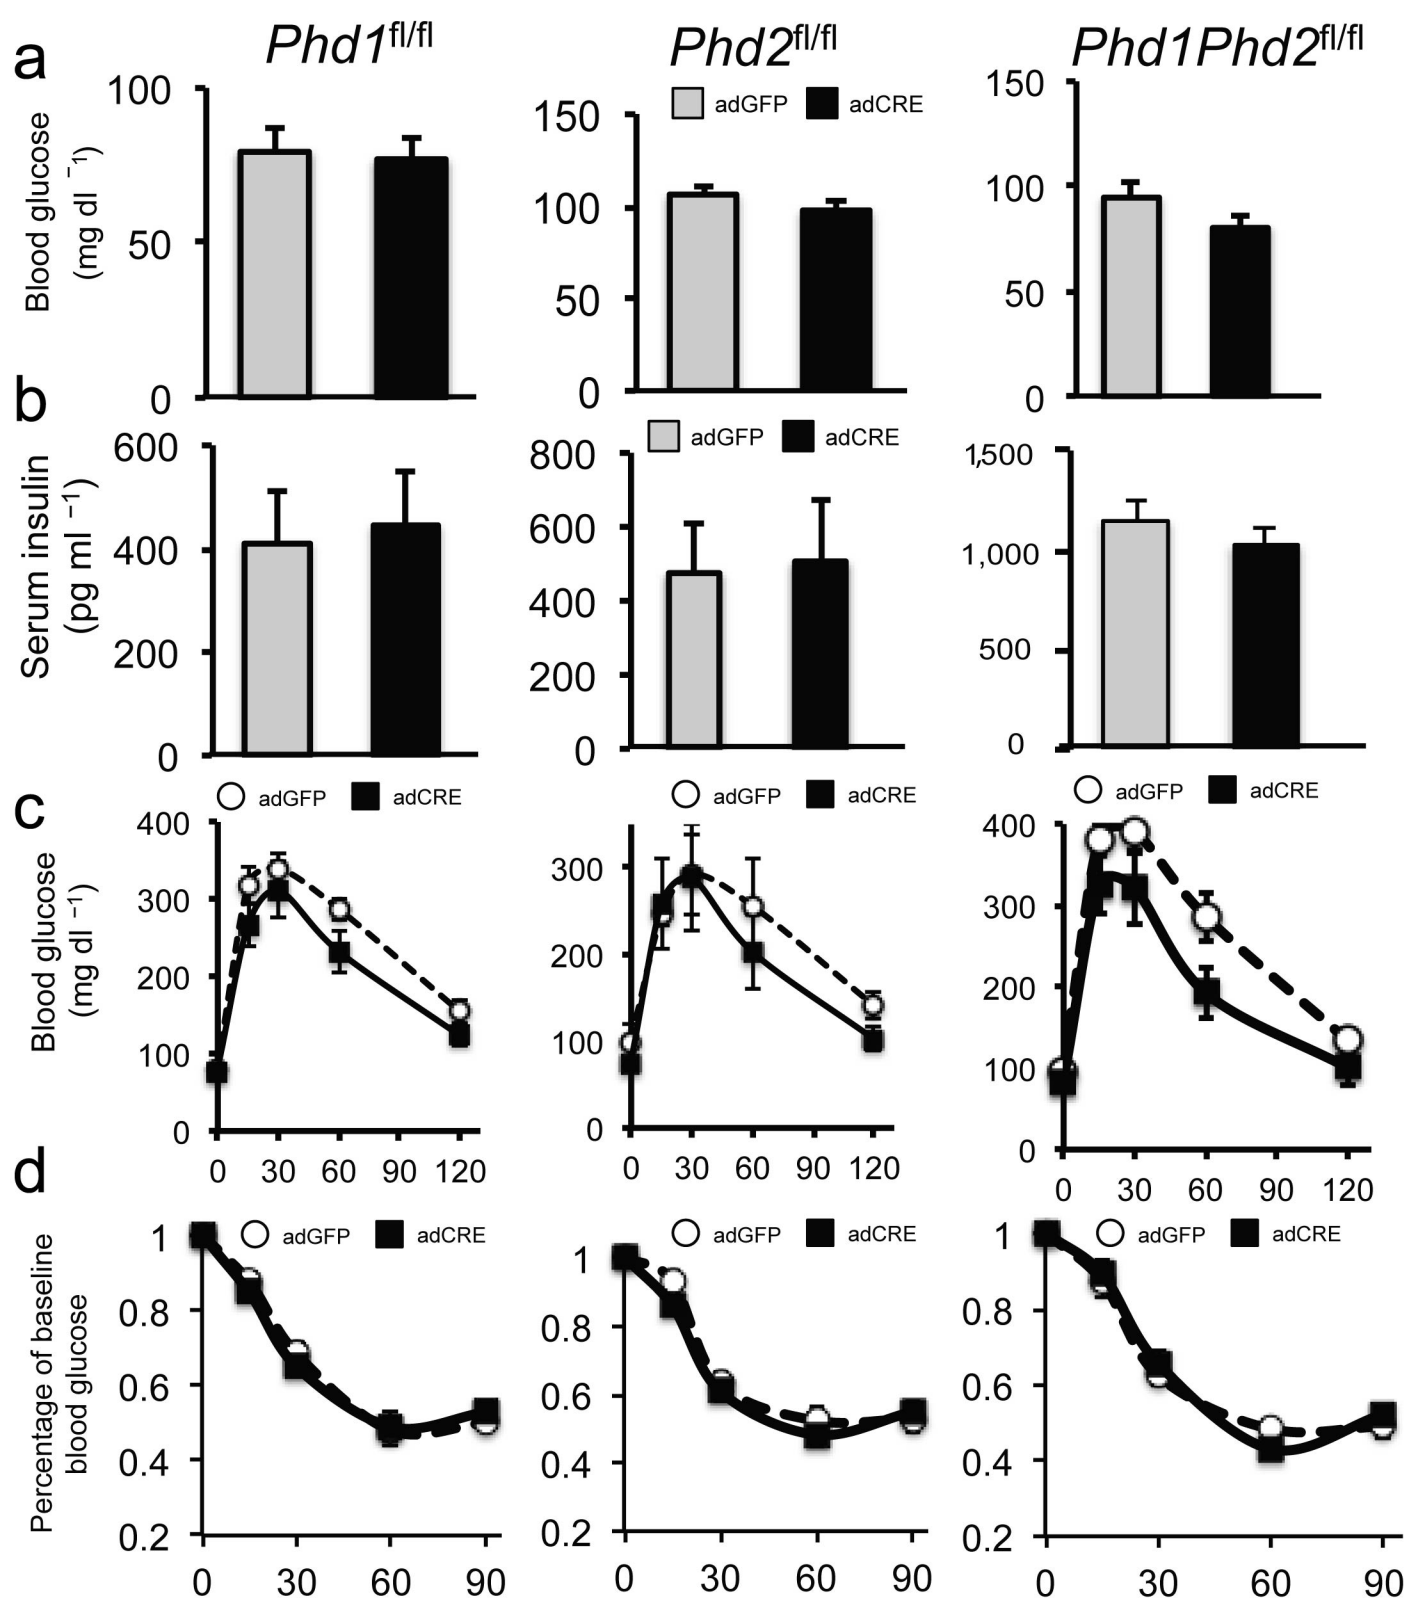 a
Phd1fl/fl
Phd2fl/fl
Phd1Phd2fl/fl
Blood glucose
(mg dl ⁻1)
100
50
0
adGFP
adCRE
150
100
50
0
150
100
50
0
b
Serum insulin
(pg ml −1)
600
400
200
0
adGFP
adCRE
800
600
400
200
0
1,500
1,000
500
0
c
Blood glucose
(mg dl −1)
adGFP
adCRE
400
300
200
100
0
0 30 60 90 120
adGFP
adCRE
300
200
100
0
0 30 60 90 120
adGFP
adCRE
400
300
200
100
0
0 30 60 90 120
d
Percentage of baseline
blood glucose
adGFP
adCRE
1
0.8
0.6
0.4
0.2
0 30 60 90
adGFP
adCRE
1
0.8
0.6
0.4
0.2
0 30 60 90
adGFP
adCRE
1
0.8
0.6
0.4
0.2
0 30 60 90